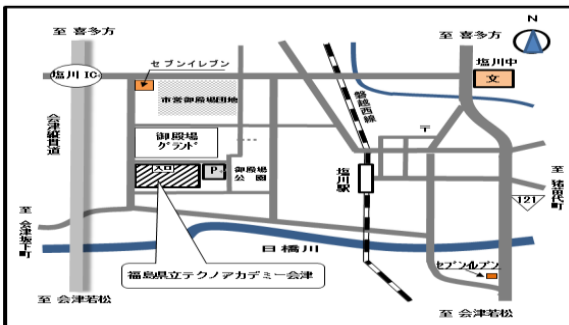 至 喜多方
至 喜多方
N
塩川中
文
セブンイレブン
塩川 IC
市営御殿場団地
磐越西線
会津縦貫道
御殿場
グランド
〒
入口
P
御殿場
公園
塩川駅
至 猪苗代町
121
至 会津坂下町
日橋川
福島県立テクノアカデミー会津
セブンイレブン
至 会津若松
至 会津若松